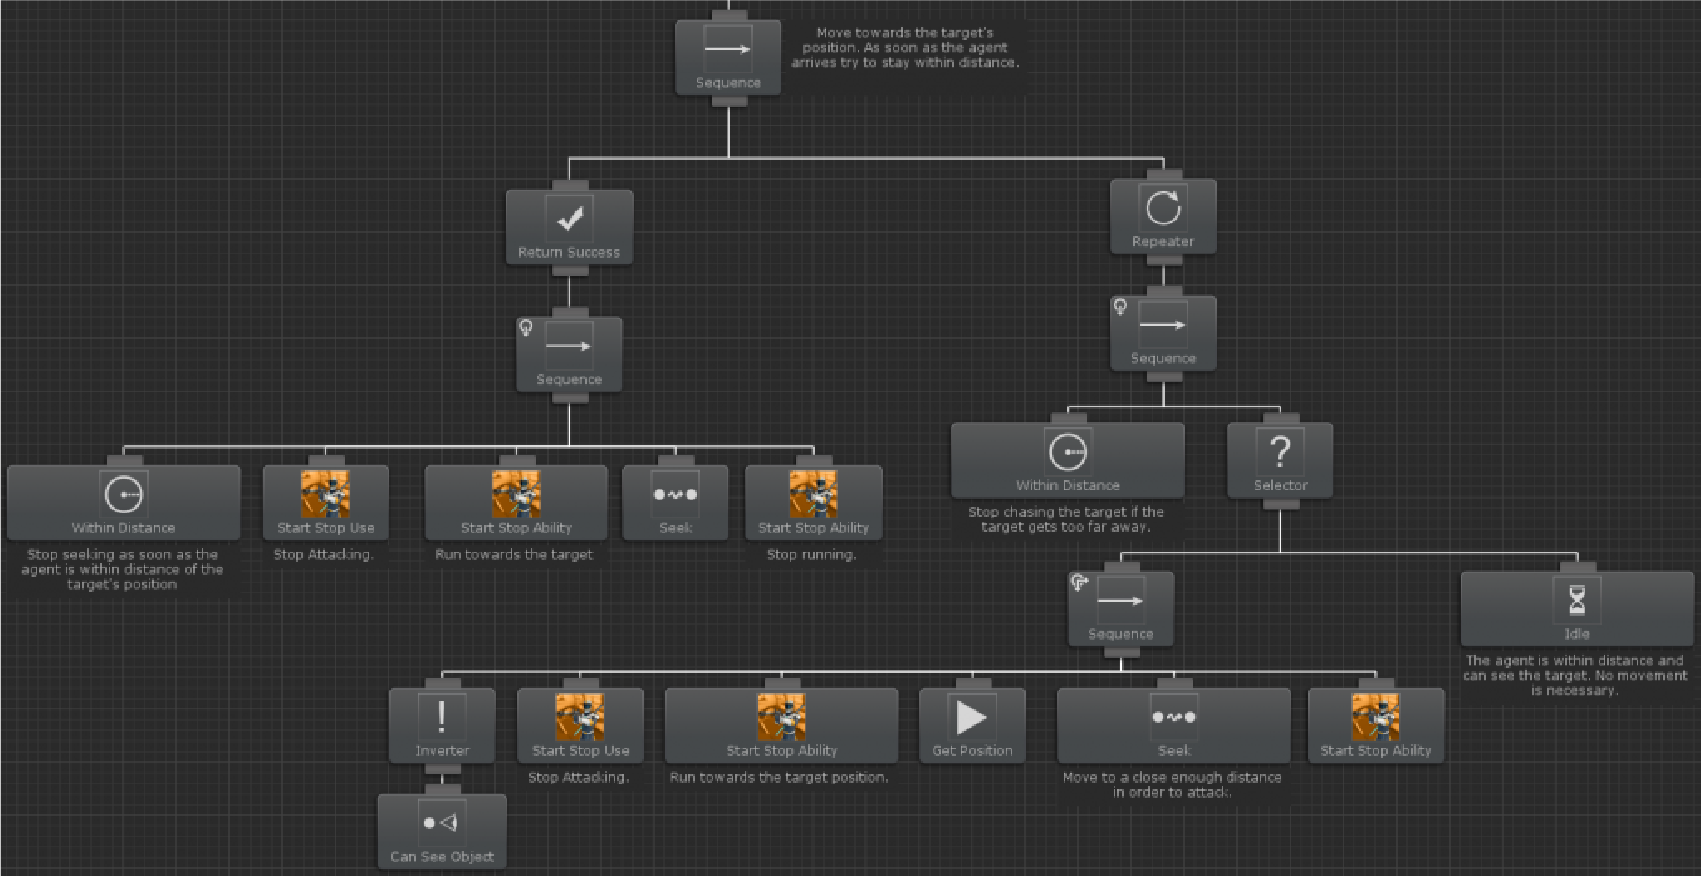 Move towards the target's
position. As soon as the agent
arrives try to stay within distance.
Sequence
Return Success
Repeater
Sequence
Sequence
Within Distance
Stop seeking as soon as the
agent is within distance of the
target's position
Start Stop Use
Stop Attacking.
Start Stop Ability
Run towards the target
Seek
Start Stop Ability
Stop running.
Within Distance
Stop chasing the target if the
target gets too far away.
?
Selector
Sequence
Idle
The agent is within distance and
can see the target. No movement
is necessary.
!
Inverter
Start Stop Use
Stop Attacking.
Start Stop Ability
Run towards the target position.
Get Position
Seek
Move to a close enough distance
in order to attack.
Start Stop Ability
Can See Object